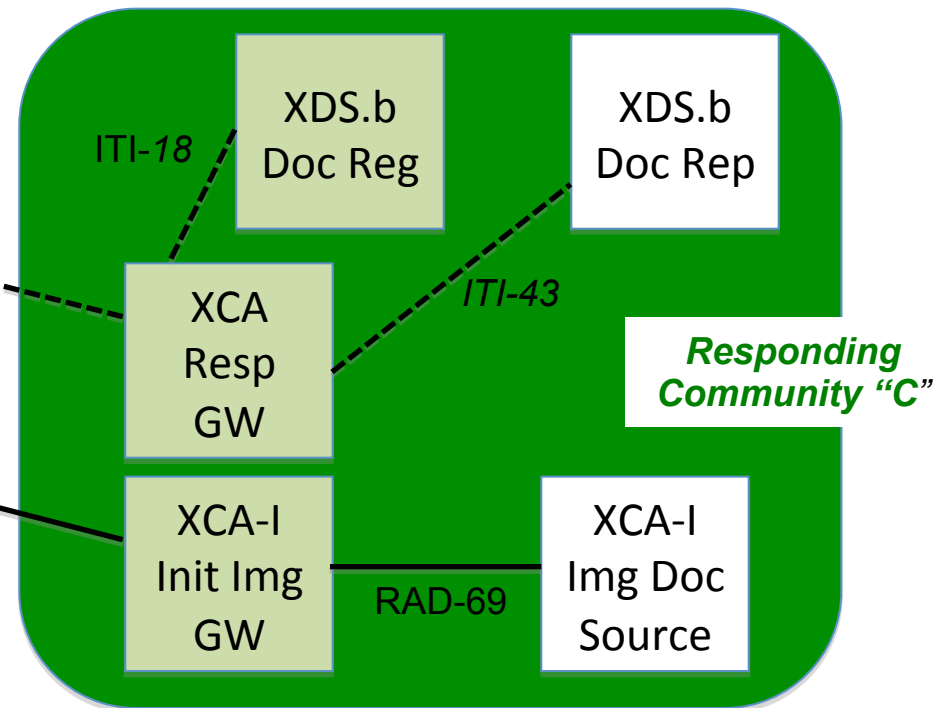 XDS.b
Doc Reg
XDS.b
Doc Rep
ITI-18
XCA
Resp
GW
ITI-43
Responding
Community “C”
XCA-I
Init Img
GW
RAD-69
XCA-I
Img Doc
Source